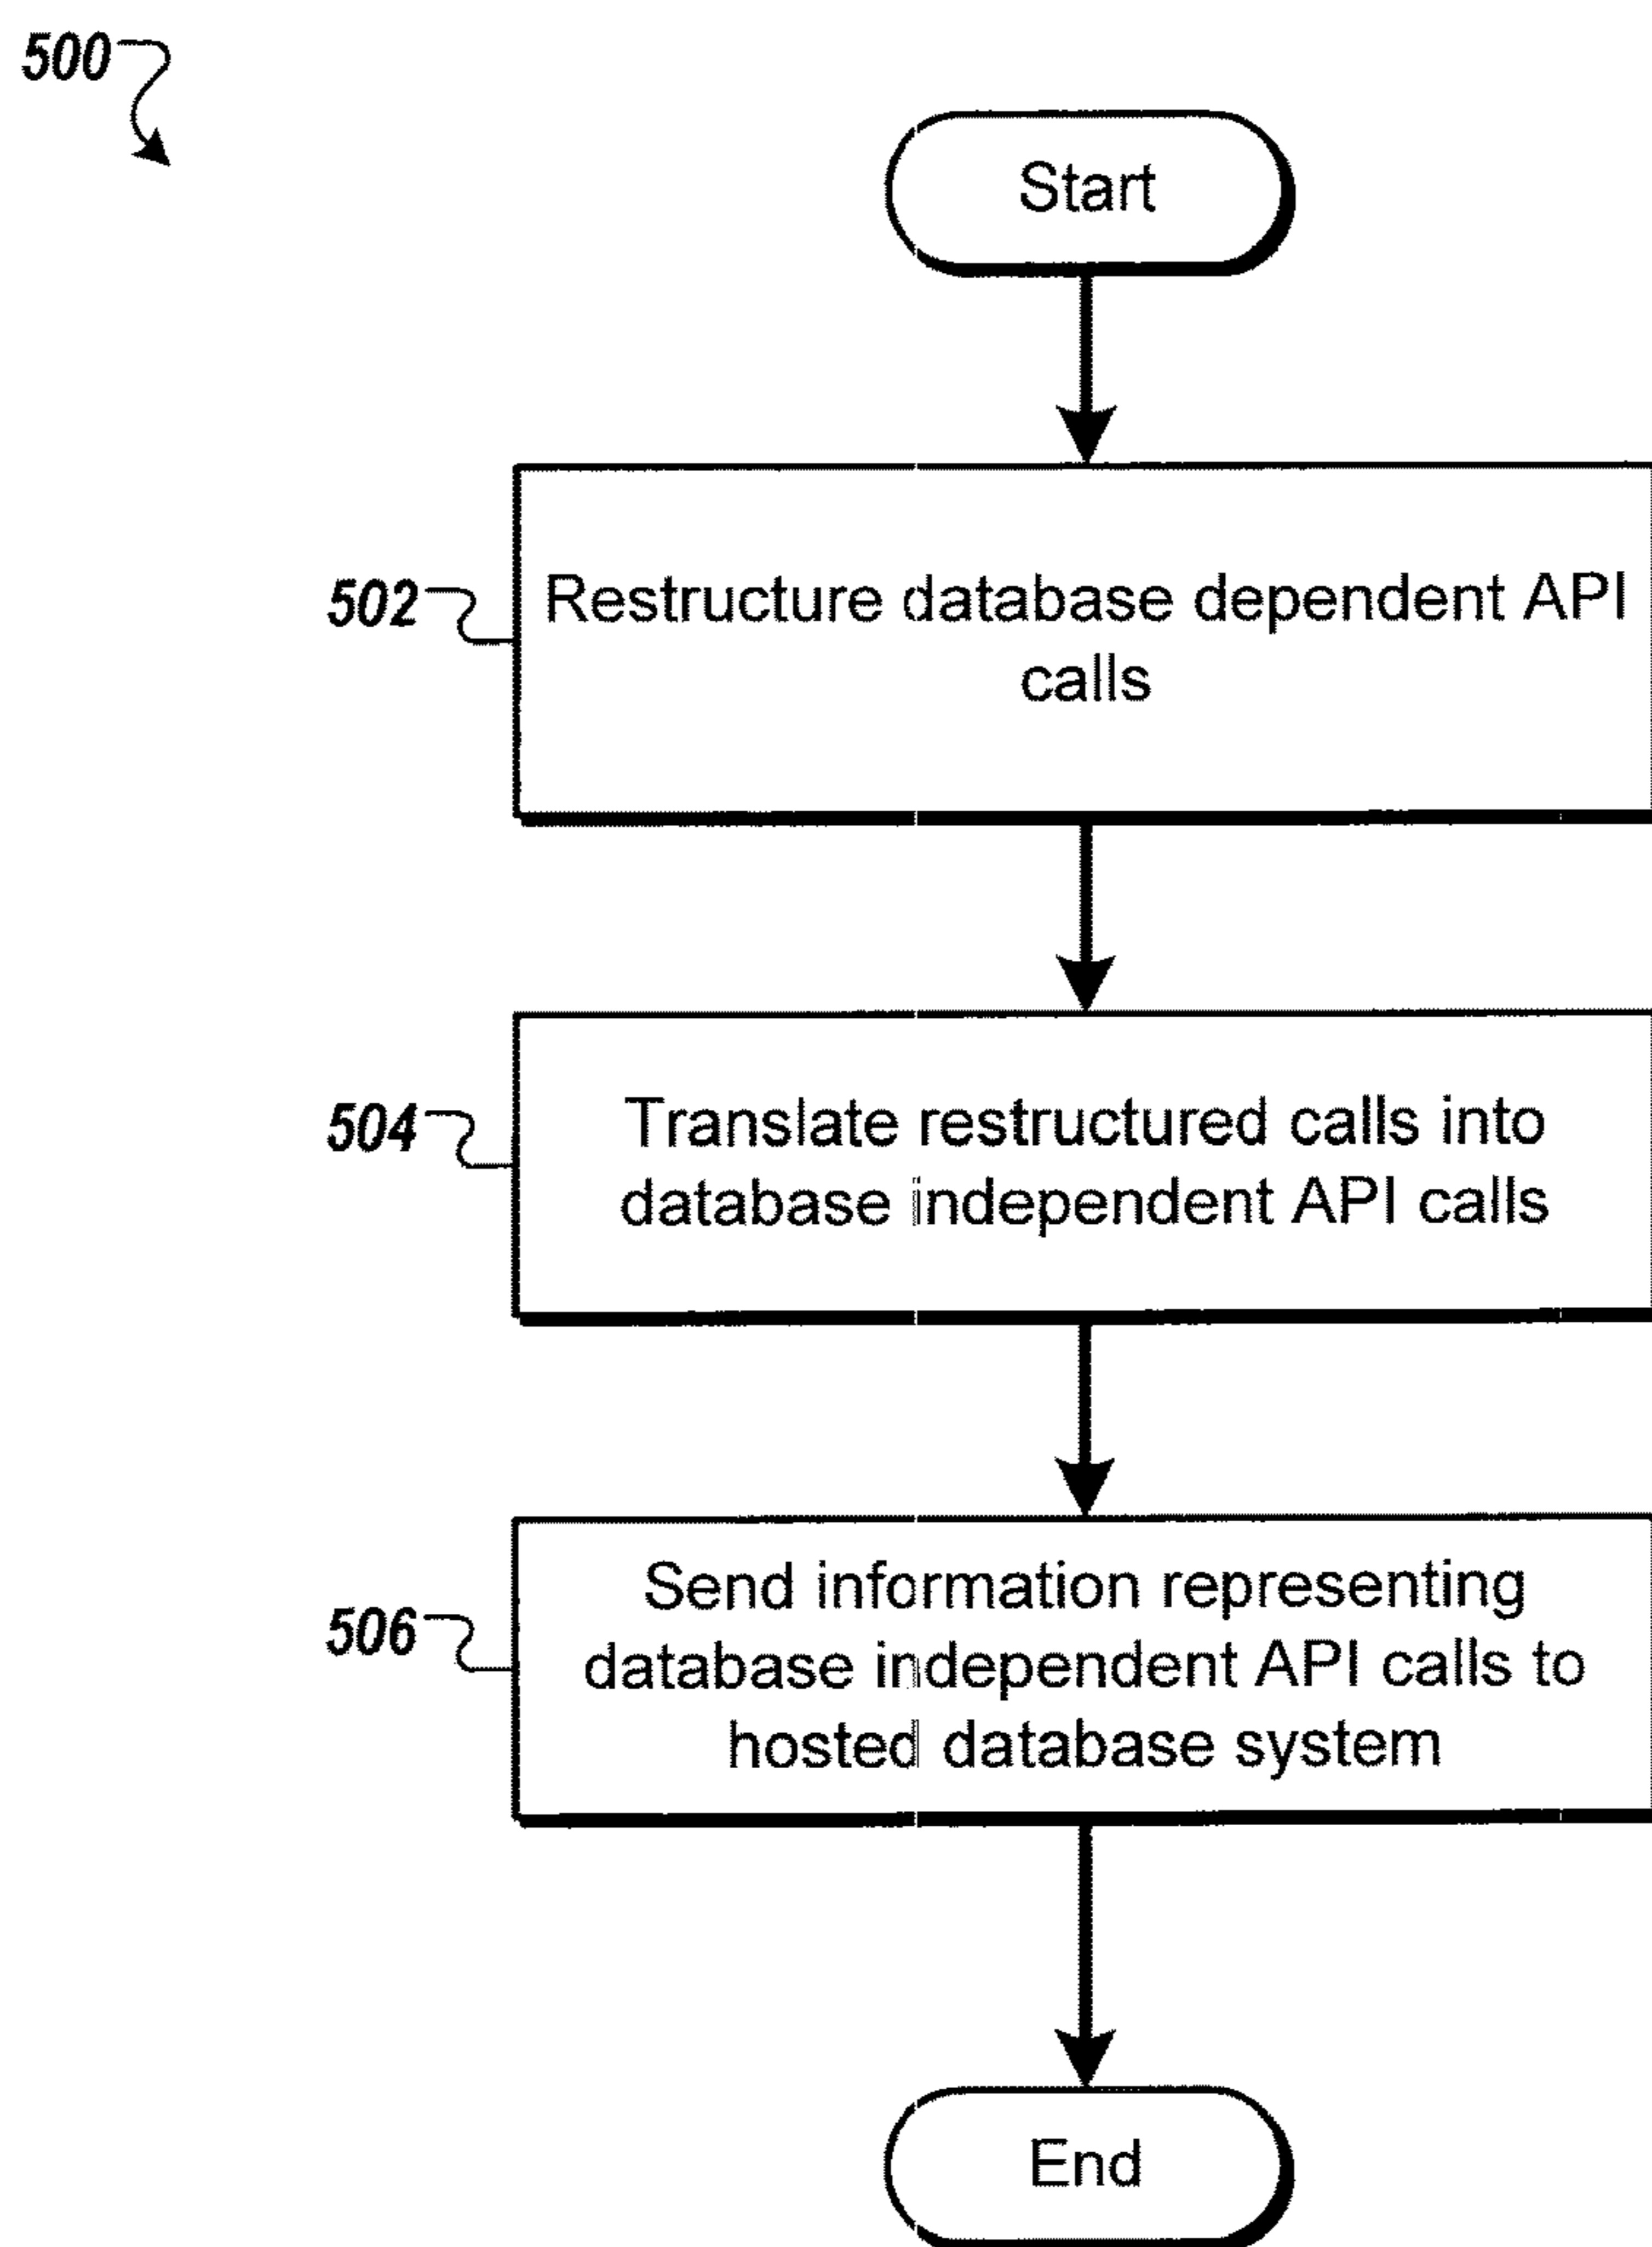 500
Start
502
Restructure database dependent API
calls
504
Translate restructured calls into
database independent API calls
506
Send information representing
database independent API calls to
hosted database system
End